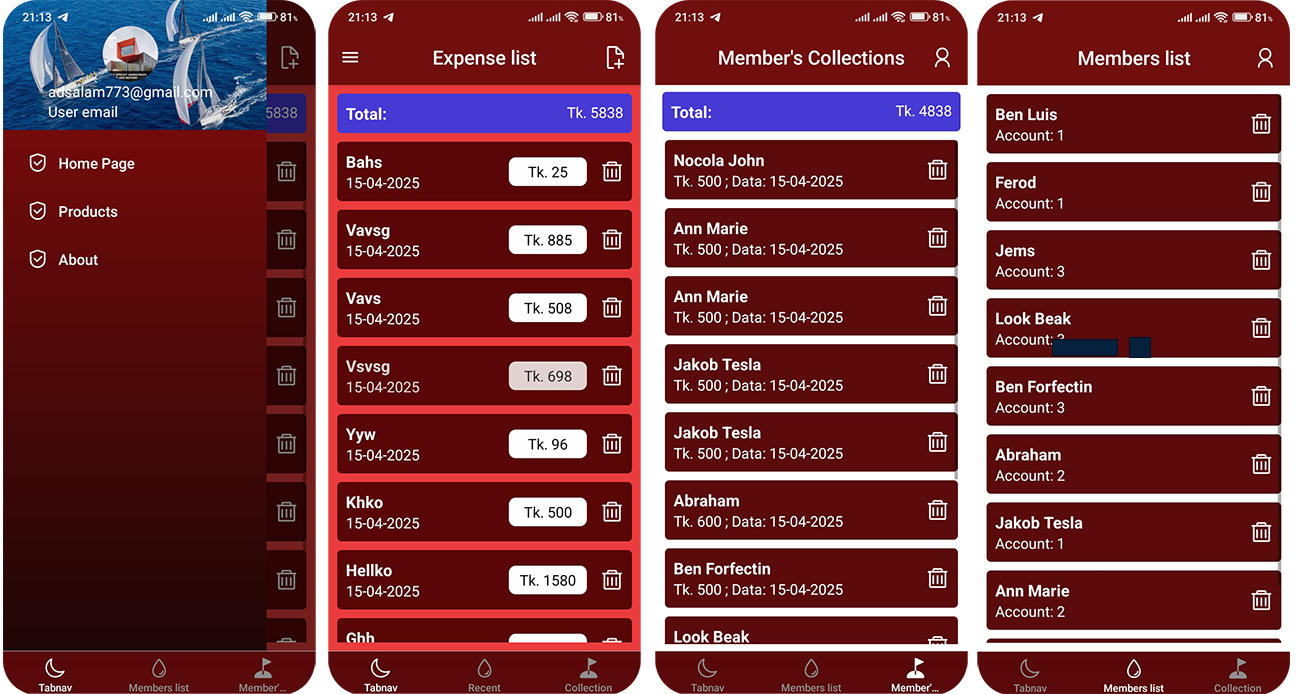 21:13
81%
adsalam773@gmail.com
User email
5838
Home Page
Products
About
Tabnav
Members list
Member'...
21:13
81%
Expense list
Total:
Tk. 5838
Bahs
15-04-2025
Tk. 25
Vavsg
15-04-2025
Tk. 885
Vavs
15-04-2025
Tk. 508
Vsvsg
15-04-2025
Tk. 698
Yyw
15-04-2025
Tk. 96
Khko
15-04-2025
Tk. 500
Hellko
15-04-2025
Tk. 1580
Ghh
Tabnav
Recent
Collection
21:13
81%
Member's Collections
Total:
Tk. 4838
Nocola John
Tk. 500 ; Data: 15-04-2025
Ann Marie
Tk. 500 ; Data: 15-04-2025
Ann Marie
Tk. 500 ; Data: 15-04-2025
Jakob Tesla
Tk. 500 ; Data: 15-04-2025
Jakob Tesla
Tk. 500 ; Data: 15-04-2025
Abraham
Tk. 600 ; Data: 15-04-2025
Ben Forfectin
Tk. 500 ; Data: 15-04-2025
Look Beak
Tabnav
Members list
Member'...
21:13
81%
Members list
Ben Luis
Account: 1
Ferod
Account: 1
Jems
Account: 3
Look Beak
Account:
Ben Forfectin
Account: 3
Abraham
Account: 2
Jakob Tesla
Account: 1
Ann Marie
Account: 2
Tabnav
Members list
Collection